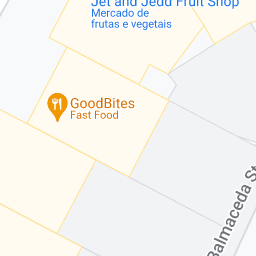 Jet and Jedd Fruit Shop
Mercado de
frutas e vegetais
GoodBites
Fast Food
Balmaceda St